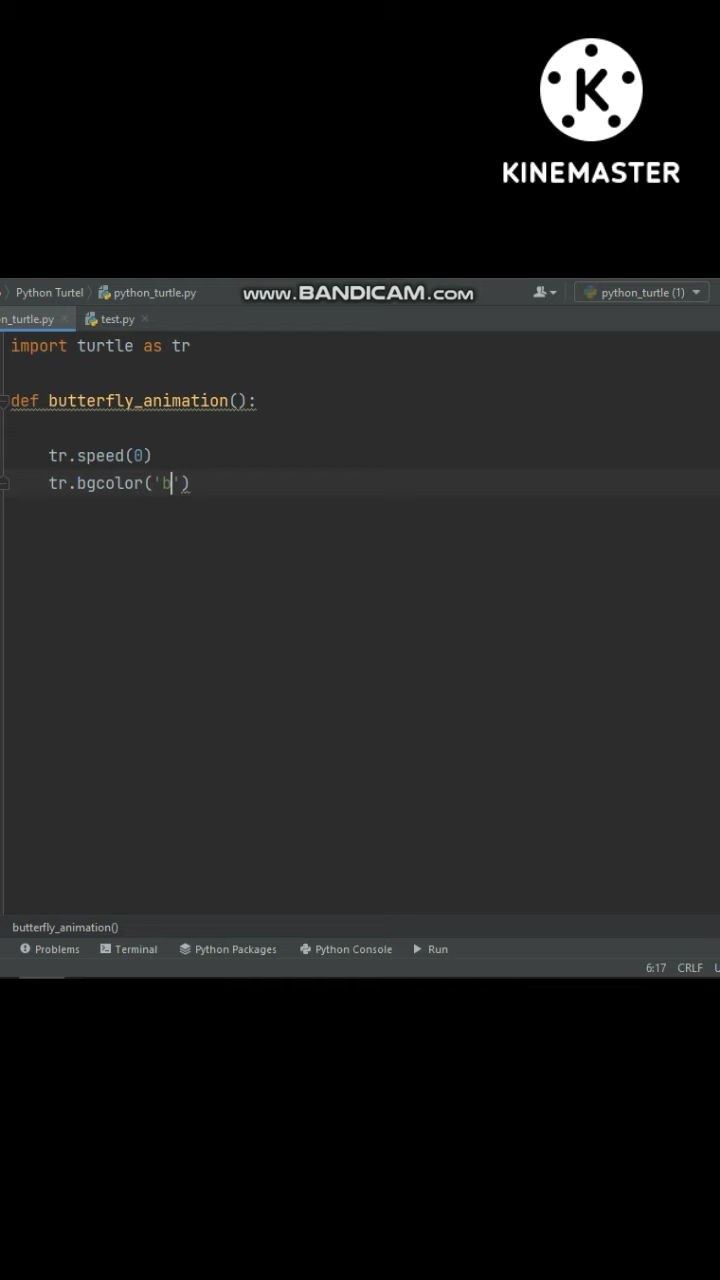 K
KINEMASTER
Python Turtel python_turtle.py www.BANDICAM.com python_turtle (1)
n_turtle.py test.py
import turtle as tr
def butterfly_animation():
tr.speed(0)
tr.bgcolor('b')
butterfly_animation()
Problems Terminal Python Packages Python Console Run
6:17 CRLF